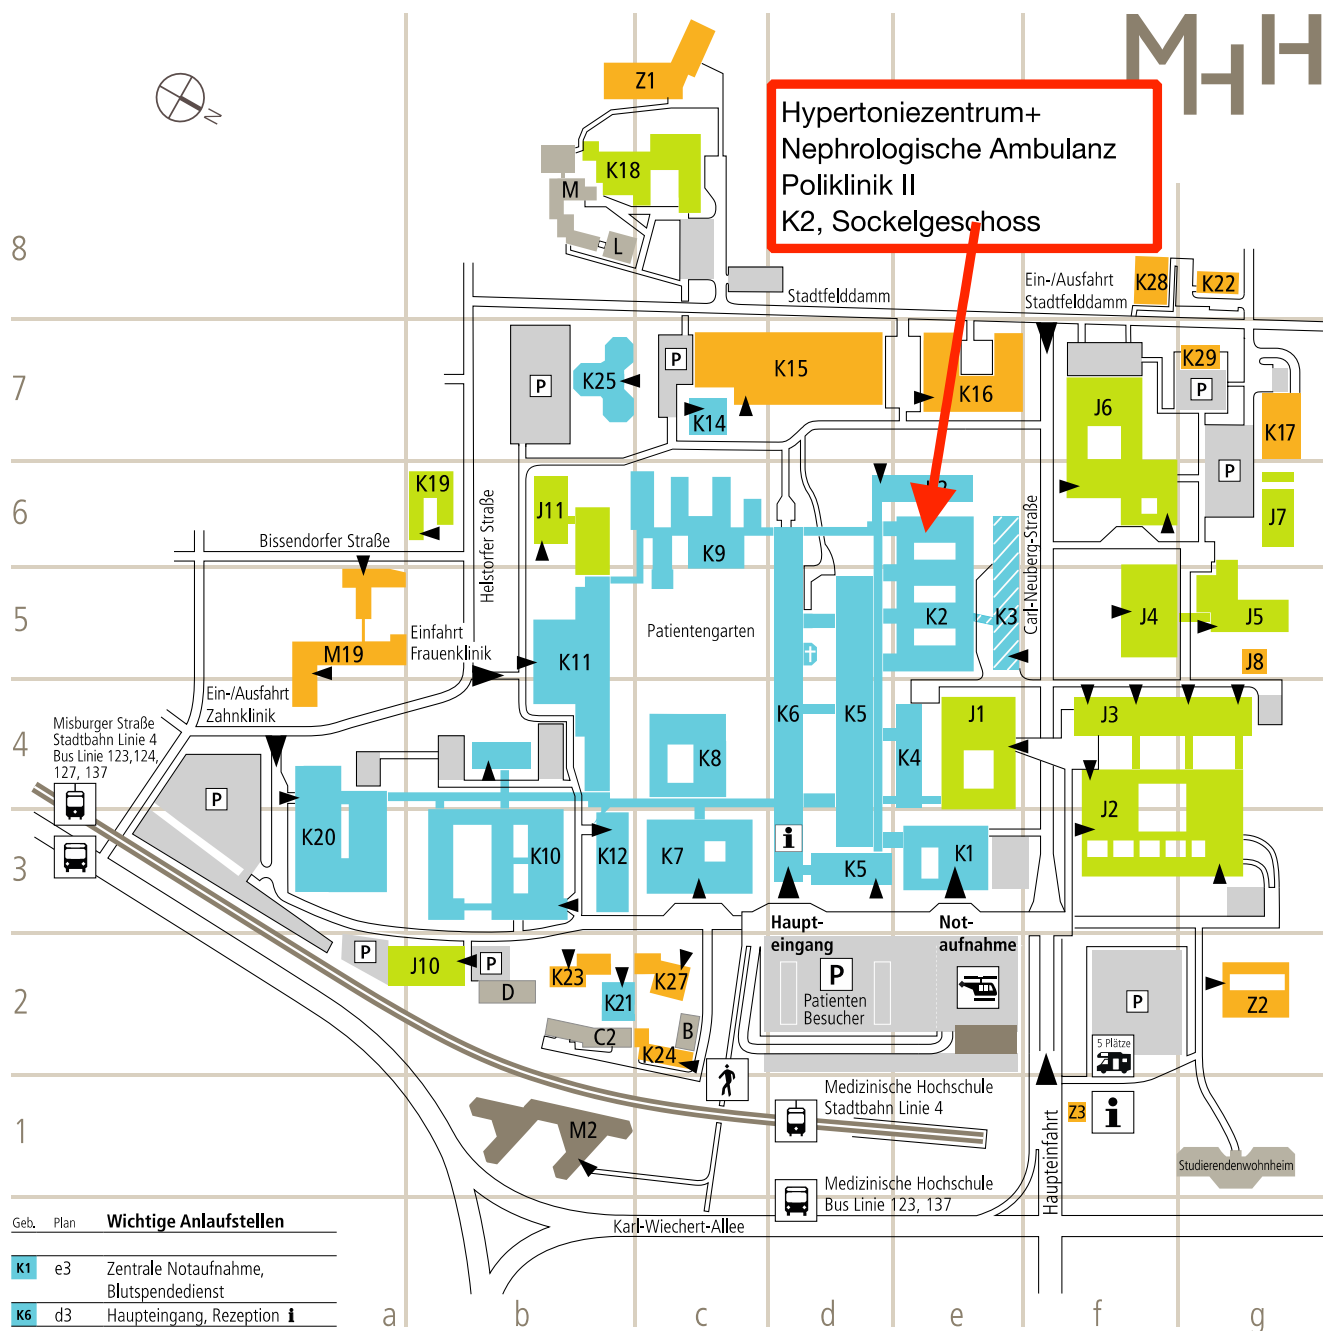 MHH
N
Z1
Hypertoniezentrum+
Nephrologische Ambulanz
Poliklinik II
K2, Sockelgeschoss
K18
M
L
8
Stadtfelddamm
Ein-/Ausfahrt
Stadtfelddamm
K28
K22
7
P
K25
P
K15
K14
K16
K29
P
J6
K17
6
K19
J11
K9
P
J7
Bissendorfer Straße
Helstorfer Straße
Carl-Neuberg-Straße
5
M19
Einfahrt
Frauenklinik
K11
Patientengarten
K2
K3
J4
J5
J8
Ein-/Ausfahrt
Zahnklinik
Misburger Straße
Stadtbahn Linie 4
Bus Linie 123,124,
127, 137
4
P
K8
K6
K5
K4
J1
J3
J2
3
K20
K10
K12
K7
i
K5
K1
Haupt-
eingang
Not-
aufnahme
P
J10
P
K23
K27
K21
D
C2
B
K24
2
P
Patienten
Besucher
P
Z2
5 Plätze
1
M2
Medizinische Hochschule
Stadtbahn Linie 4
Z3
i
Haupteinfahrt
Studierendenwohnheim
Medizinische Hochschule
Bus Linie 123, 137
Karl-Wiechert-Allee
Geb. Plan Wichtige Anlaufstellen
K1 e3 Zentrale Notaufnahme,
Blutspendedienst
K6 d3 Haupteingang, Rezeption i
a b c d e f g